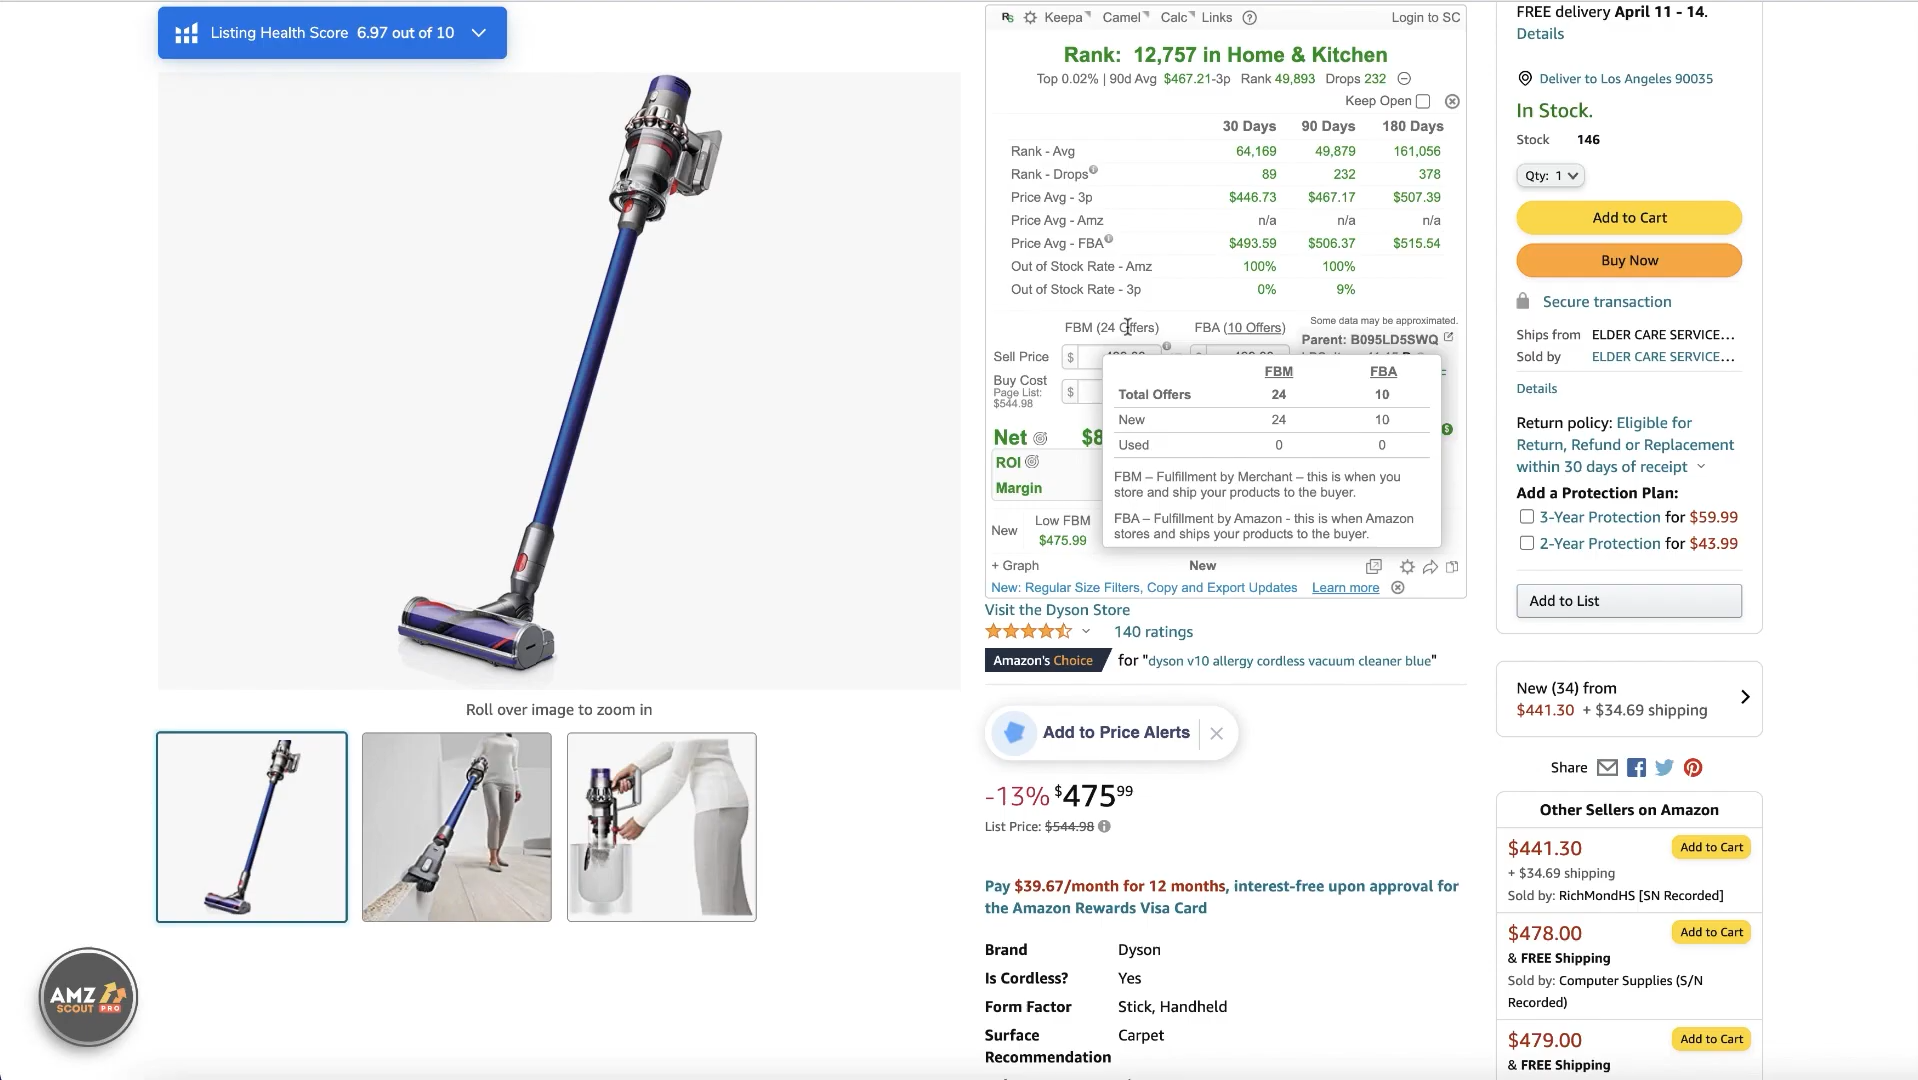 Listing Health Score 6.97 out of 10
Roll over image to zoom in
AMZ
SCOUT PRO
Rs Keepa Camel Calc Links ? Login to SC
Rank: 12,757 in Home & Kitchen
Top 0.02% | 90d Avg $467.21-3p Rank 49,893 Drops 232
Keep Open
30 Days 90 Days 180 Days
Rank - Avg 64,169 49,879 161,056
Rank - Drops 89 232 378
Price Avg - 3p $446.73 $467.17 $507.39
Price Avg - Amz n/a n/a n/a
Price Avg - FBA $493.59 $506.37 $515.54
Out of Stock Rate - Amz 100% 100%
Out of Stock Rate - 3p 0% 9%
Some data may be approximated.
FBM (24 Offers) FBA (10 Offers)
Parent: B095LD5SWQ
Sell Price $
Buy Cost $
Page List:
$544.98
Net $8
ROI
Margin
New Low FBM
$475.99
FBM FBA
Total Offers 24 10
New 24 10
Used 0 0
FBM – Fulfillment by Merchant – this is when you
store and ship your products to the buyer.
FBA – Fulfillment by Amazon - this is when Amazon
stores and ships your products to the buyer.
+ Graph New
New: Regular Size Filters, Copy and Export Updates Learn more
Visit the Dyson Store
140 ratings
Amazon's Choice for "dyson v10 allergy cordless vacuum cleaner blue"
Add to Price Alerts
-13% $475 99
List Price: $544.98
Pay $39.67/month for 12 months, interest-free upon approval for
the Amazon Rewards Visa Card
Brand Dyson
Is Cordless? Yes
Form Factor Stick, Handheld
Surface Carpet
Recommendation
FREE delivery April 11 - 14.
Details
Deliver to Los Angeles 90035
In Stock.
Stock 146
Qty: 1
Add to Cart
Buy Now
Secure transaction
Ships from ELDER CARE SERVICE...
Sold by ELDER CARE SERVICE...
Details
Return policy: Eligible for
Return, Refund or Replacement
within 30 days of receipt
Add a Protection Plan:
3-Year Protection for $59.99
2-Year Protection for $43.99
Add to List
New (34) from
$441.30 + $34.69 shipping
Share
Other Sellers on Amazon
$441.30 Add to Cart
+ $34.69 shipping
Sold by: RichMondHS [SN Recorded]
$478.00 Add to Cart
& FREE Shipping
Sold by: Computer Supplies (S/N
Recorded)
$479.00 Add to Cart
& FREE Shipping